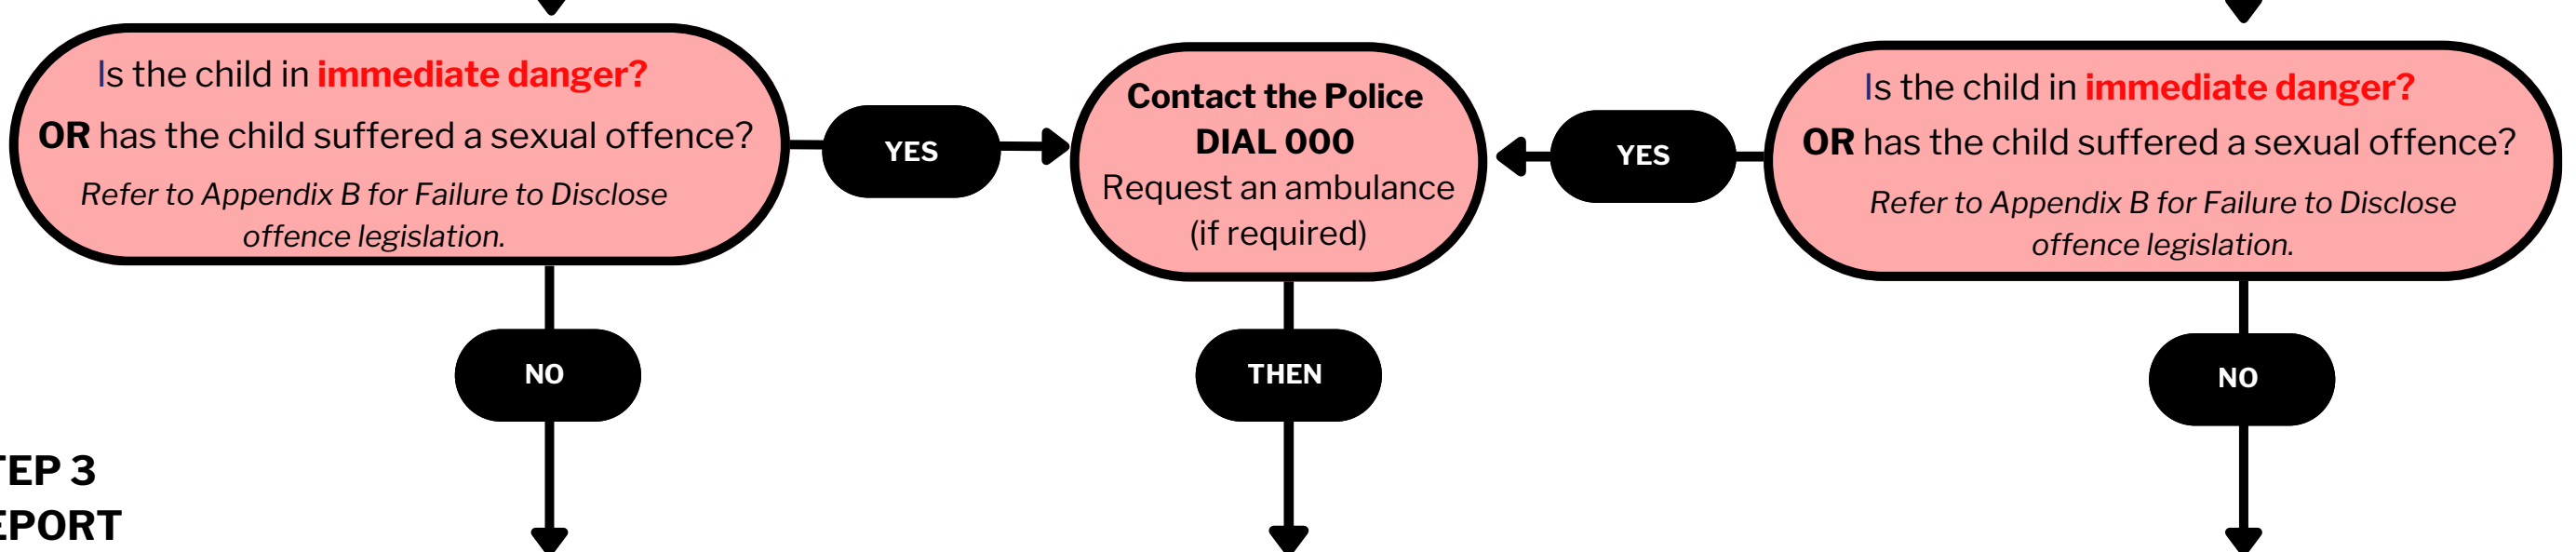 Is the child in immediate danger?
OR has the child suffered a sexual offence?
Refer to Appendix B for Failure to Disclose
offence legislation.
YES
Contact the Police
DIAL 000
Request an ambulance
(if required)
YES
Is the child in immediate danger?
OR has the child suffered a sexual offence?
Refer to Appendix B for Failure to Disclose
offence legislation.
NO
THEN
NO
TEP 3
EPORT